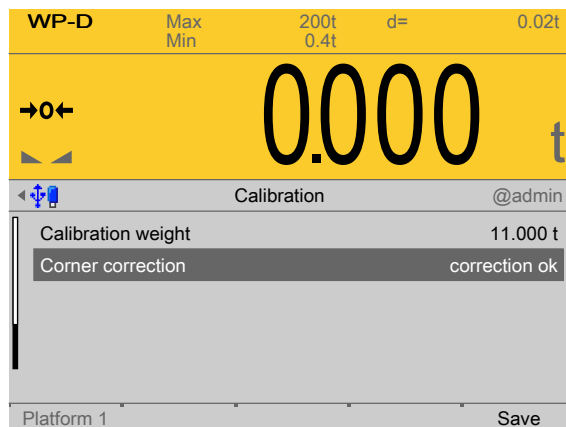 WP-D Max 200t d= 0.02t
Min 0.4t
→0←
0.000 t
Calibration @admin
Calibration weight 11.000 t
Corner correction correction ok
Platform 1 Save